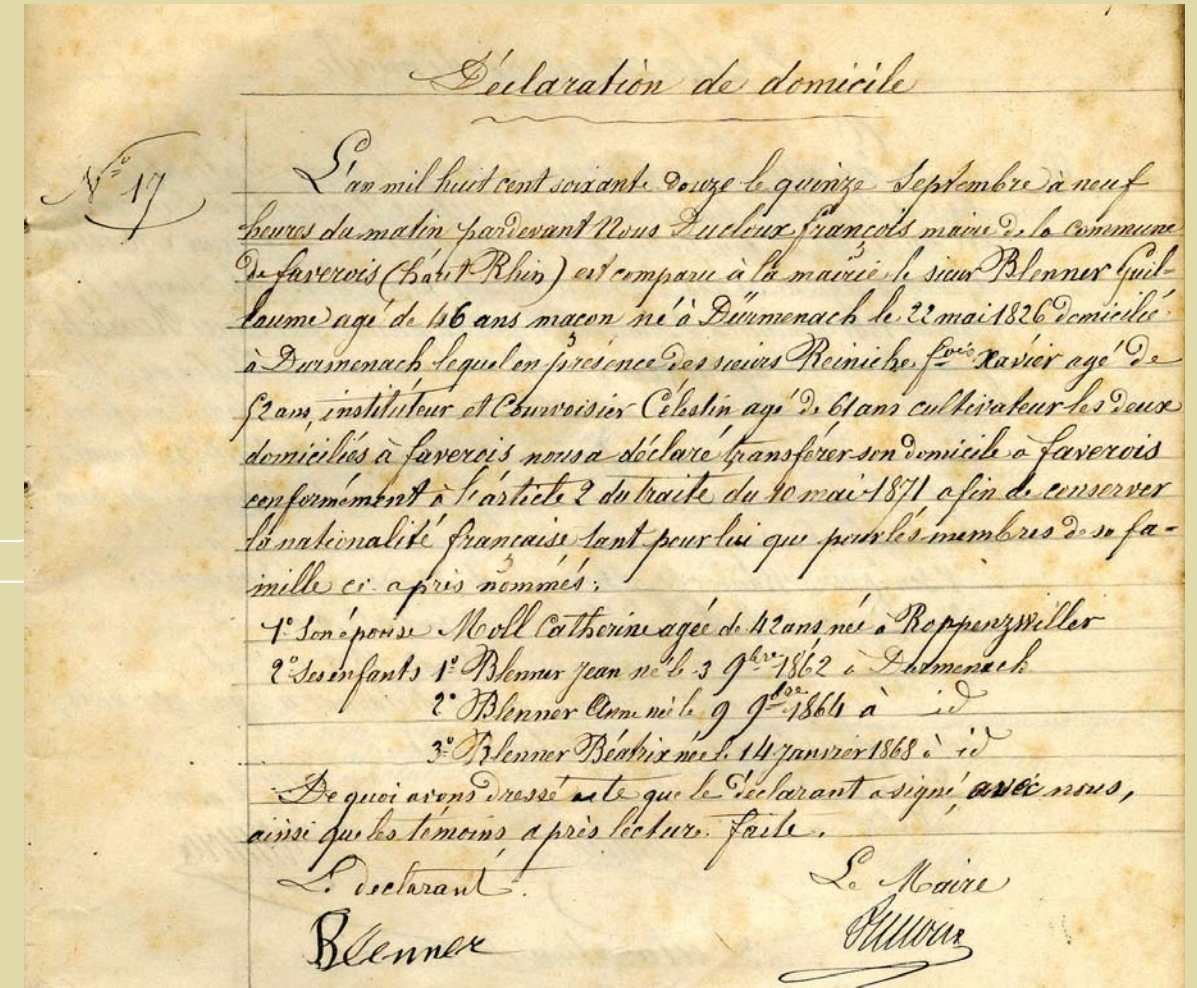 Déclaration de domicile
N° 17
L'an mil huit cent soixante douze le quinze Septembre à neuf
heures du matin pardevant Nous Ducloux françois maire de la commune
de faverois (haut Rhin) est comparu à la mairie le sieur Blenner Guil-
laume agé de 46 ans maçon né à Dürmenach le 22 mai 1826 domicilié
à Durmenach lequel en présence des sieurs Reiniche fois Xavier agé de
52 ans, instituteur et Courvoisier Célestin agé de 61 ans cultivateur les deux
domiciliés à faverois nous a déclaré transférer son domicile à faverois
conformément à l'article 2 du traité du 10 mai 1871 afin de conserver
la nationalité française tant pour lui que pour les membres de sa fa-
mille ci-après nommés:
1° Son épouse Moll Catherine agée de 42 ans née à Roppenzwiller
2° Ses enfants 1° Blenner Jean né le 3 9bre 1862 à Durmenach
2° Blenner Anne née le 9 9bre 1864 à id
3° Blenner Béatrix née le 14 Janvier 1868 à id
De quoi avons dressé acte que le déclarant a signé avec nous,
ainsi que les témoins, après lecture faite.
Le déclarant. Le Maire
Blenner